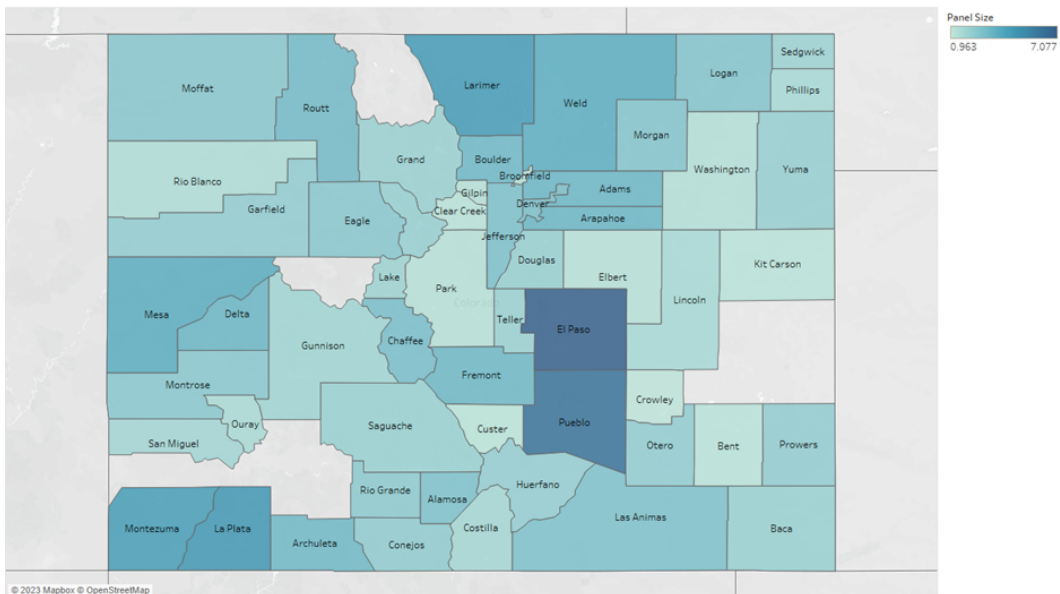 Panel Size
0.963 7.077
Sedgwick
Logan
Larimer
Moffat
Phillips
Weld
Routt
Morgan
Grand
Boulder
Washington
Yuma
Broomfield
Rio Blanco
Adams
Gilpin
Denver
Garfield
Clear Creek
Arapahoe
Eagle
Jefferson
Douglas
Kit Carson
Lake
Elbert
Park
Lincoln
Colorado
Mesa
Delta
Teller
El Paso
Chaffee
Gunnison
Fremont
Montrose
Crowley
Ouray
Pueblo
Saguache
Custer
San Miguel
Otero
Bent
Prowers
Huerfano
Rio Grande
Alamosa
Las Animas
Montezuma
La Plata
Costilla
Baca
Archuleta
Conejos
© 2023 Mapbox © OpenStreetMap